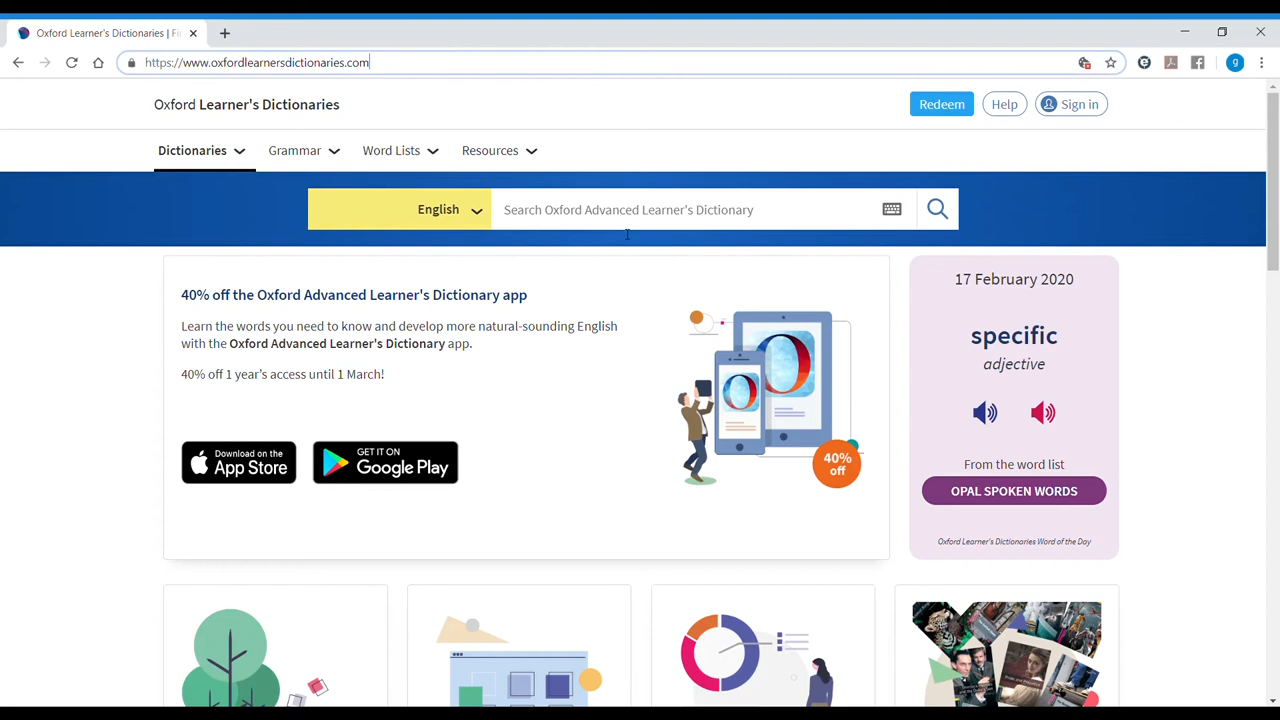 Oxford Learner's Dictionaries | Fi
https://www.oxfordlearnersdictionaries.com
g
Oxford Learner's Dictionaries
Redeem
Help
Sign in
Dictionaries
Grammar
Word Lists
Resources
English
Search Oxford Advanced Learner's Dictionary
40% off the Oxford Advanced Learner's Dictionary app
Learn the words you need to know and develop more natural-sounding English
with the Oxford Advanced Learner's Dictionary app.
40% off 1 year's access until 1 March!
Download on the
App Store
GET IT ON
Google Play
40%
off
17 February 2020
specific
adjective
From the word list
OPAL SPOKEN WORDS
Oxford Learner's Dictionaries Word of the Day